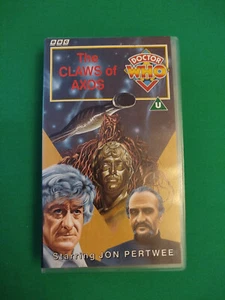 BBC
The
CLAWS of
AXOS
DOCTOR
WHO
U
Starring JON PERTWEE